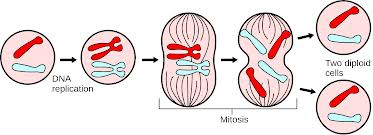 DNA
replication
Mitosis
Two diploid
cells